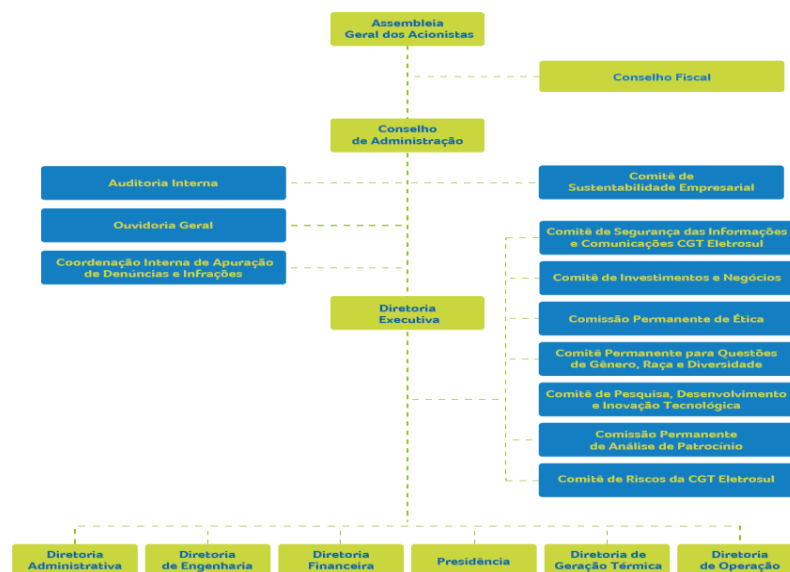 Assembleia
Geral dos Acionistas
Conselho Fiscal
Conselho
de Administração
Auditoria Interna
Comitê de
Sustentabilidade Empresarial
Ouvidoria Geral
Comitê de Segurança das Informações
e Comunicações CGT Eletrosul
Coordenação Interna de Apuração
de Denúncias e Infrações
Comitê de Investimentos e Negócios
Diretoria
Executiva
Comissão Permanente de Ética
Comitê Permanente para Questões
de Gênero, Raça e Diversidade
Comitê de Pesquisa, Desenvolvimento
e Inovação Tecnológica
Comissão Permanente
de Análise de Patrocínio
Comitê de Riscos da CGT Eletrosul
Diretoria
Administrativa
Diretoria
de Engenharia
Diretoria
Financeira
Presidência
Diretoria de
Geração Térmica
Diretoria
de Operação